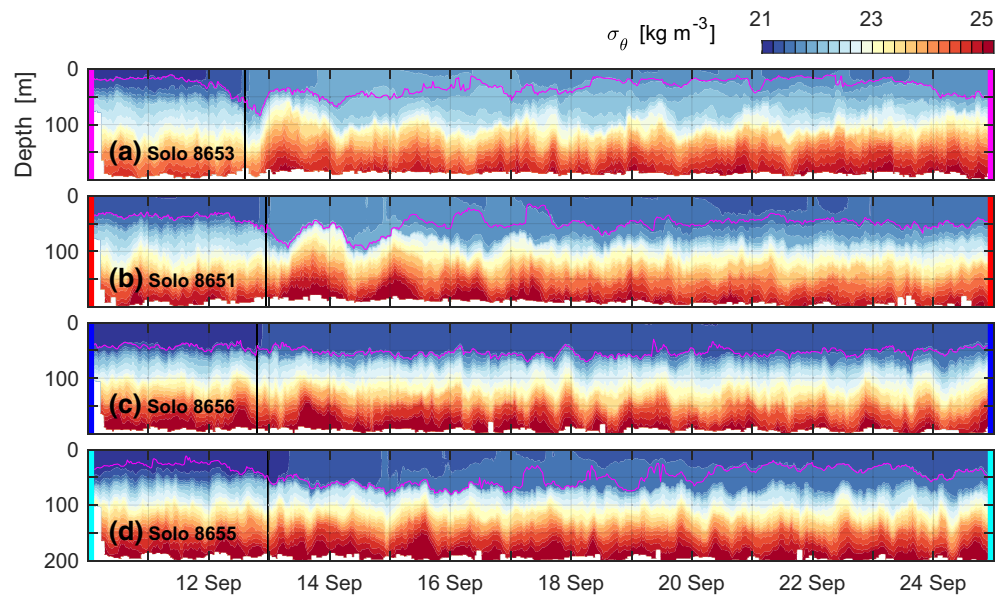 21 23 25
σθ [kg m-3]
Depth [m]
0
100
(a) Solo 8653
0
100
(b) Solo 8651
0
100
(c) Solo 8656
0
100
(d) Solo 8655
200
12 Sep 14 Sep 16 Sep 18 Sep 20 Sep 22 Sep 24 Sep